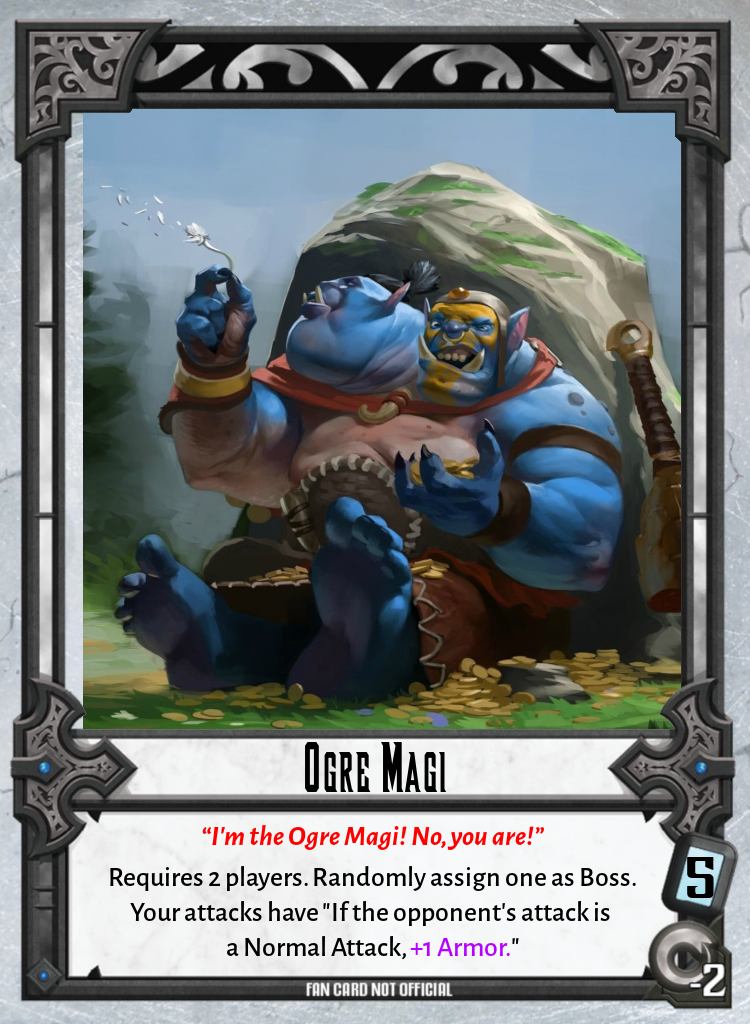 Ogre Magi
“I'm the Ogre Magi! No, you are!”
Requires 2 players. Randomly assign one as Boss.
Your attacks have "If the opponent's attack is
a Normal Attack, +1 Armor."
5
-2
FAN CARD NOT OFFICIAL